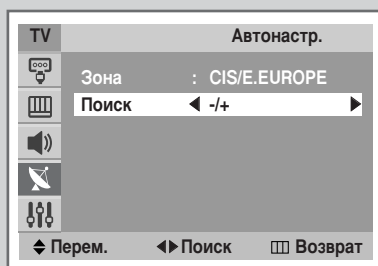 TV Автонастр.
Зона : CIS/E.EUROPE
Поиск ◀ -/+ ▶
Перем. Поиск Возврат